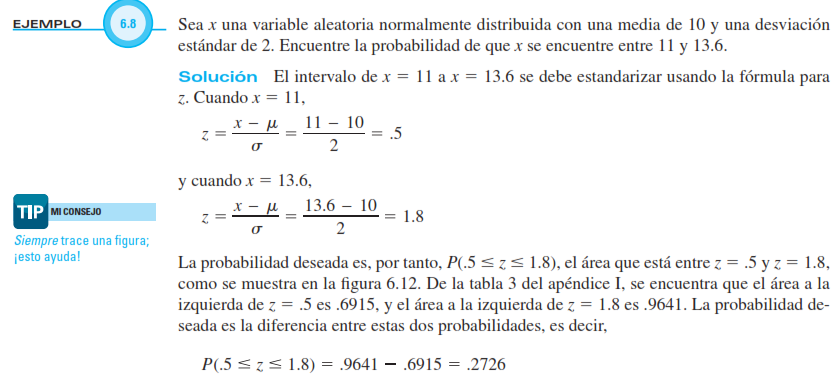 EJEMPLO 6.8
Sea x una variable aleatoria normalmente distribuida con una media de 10 y una desviación
estándar de 2. Encuentre la probabilidad de que x se encuentre entre 11 y 13.6.
Solución El intervalo de x = 11 a x = 13.6 se debe estandarizar usando la fórmula para
z. Cuando x = 11,
z = (x − μ)/σ = (11 − 10)/2 = .5
y cuando x = 13.6,
z = (x − μ)/σ = (13.6 − 10)/2 = 1.8
TIP MI CONSEJO
Siempre trace una figura;
¡esto ayuda!
La probabilidad deseada es, por tanto, P(.5 ≤ z ≤ 1.8), el área que está entre z = .5 y z = 1.8,
como se muestra en la figura 6.12. De la tabla 3 del apéndice I, se encuentra que el área a la
izquierda de z = .5 es .6915, y el área a la izquierda de z = 1.8 es .9641. La probabilidad de-
seada es la diferencia entre estas dos probabilidades, es decir,
P(.5 ≤ z ≤ 1.8) = .9641 − .6915 = .2726